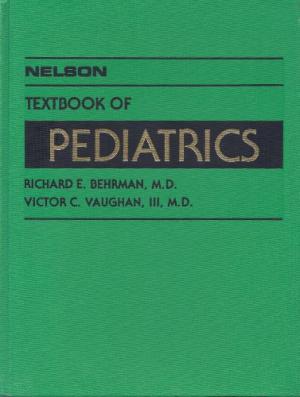 NELSON
TEXTBOOK OF
PEDIATRICS
RICHARD E. BEHRMAN, M.D.
VICTOR C. VAUGHAN, III, M.D.